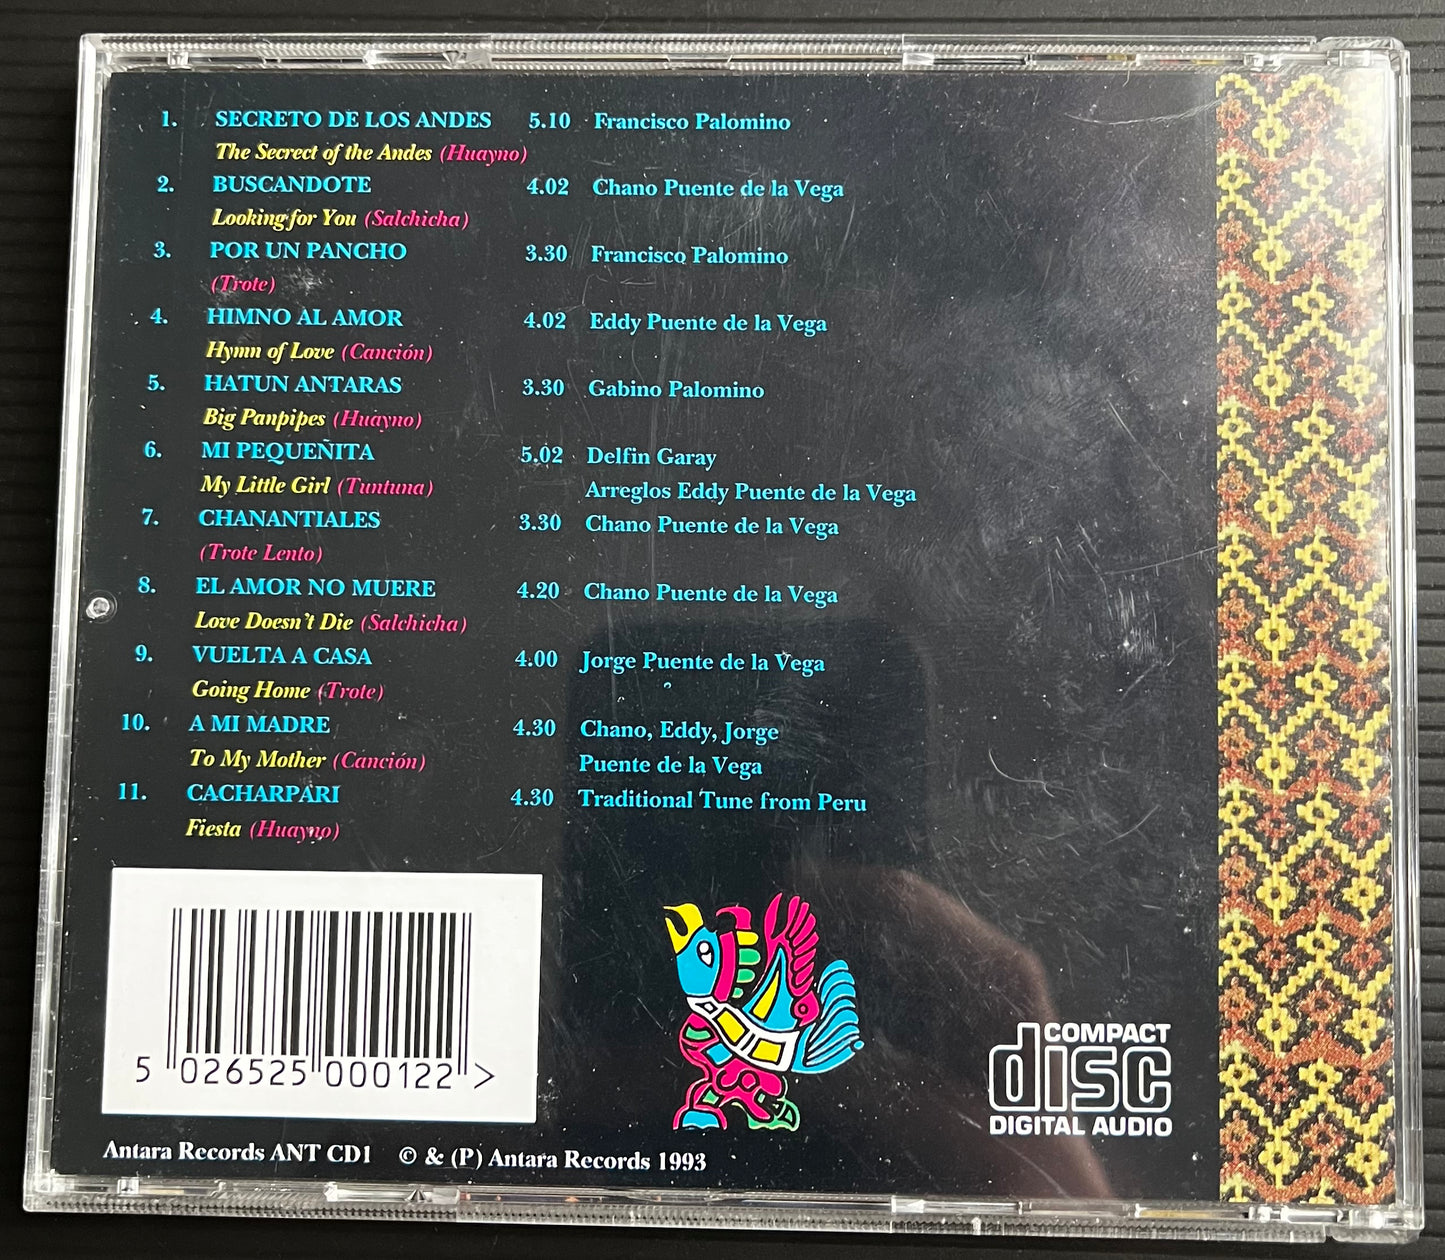 1. SECRETO DE LOS ANDES 5.10 Francisco Palomino
The Secrect of the Andes (Huayno)
2. BUSCANDOTE 4.02 Chano Puente de la Vega
Looking for You (Salchicha)
3. POR UN PANCHO 3.30 Francisco Palomino
(Trote)
4. HIMNO AL AMOR 4.02 Eddy Puente de la Vega
Hymn of Love (Canción)
5. HATUN ANTARAS 3.30 Gabino Palomino
Big Panpipes (Huayno)
6. MI PEQUEÑITA 5.02 Delfin Garay
My Little Girl (Tuntuna) Arreglos Eddy Puente de la Vega
7. CHANANTIALES 3.30 Chano Puente de la Vega
(Trote Lento)
8. EL AMOR NO MUERE 4.20 Chano Puente de la Vega
Love Doesn't Die (Salchicha)
9. VUELTA A CASA 4.00 Jorge Puente de la Vega
Going Home (Trote)
10. A MI MADRE 4.30 Chano, Eddy, Jorge
To My Mother (Canción) Puente de la Vega
11. CACHARPARI 4.30 Traditional Tune from Peru
Fiesta (Huayno)
5 026525 000122 >
COMPACT
disc
DIGITAL AUDIO
Antara Records ANT CD1 © & (P) Antara Records 1993